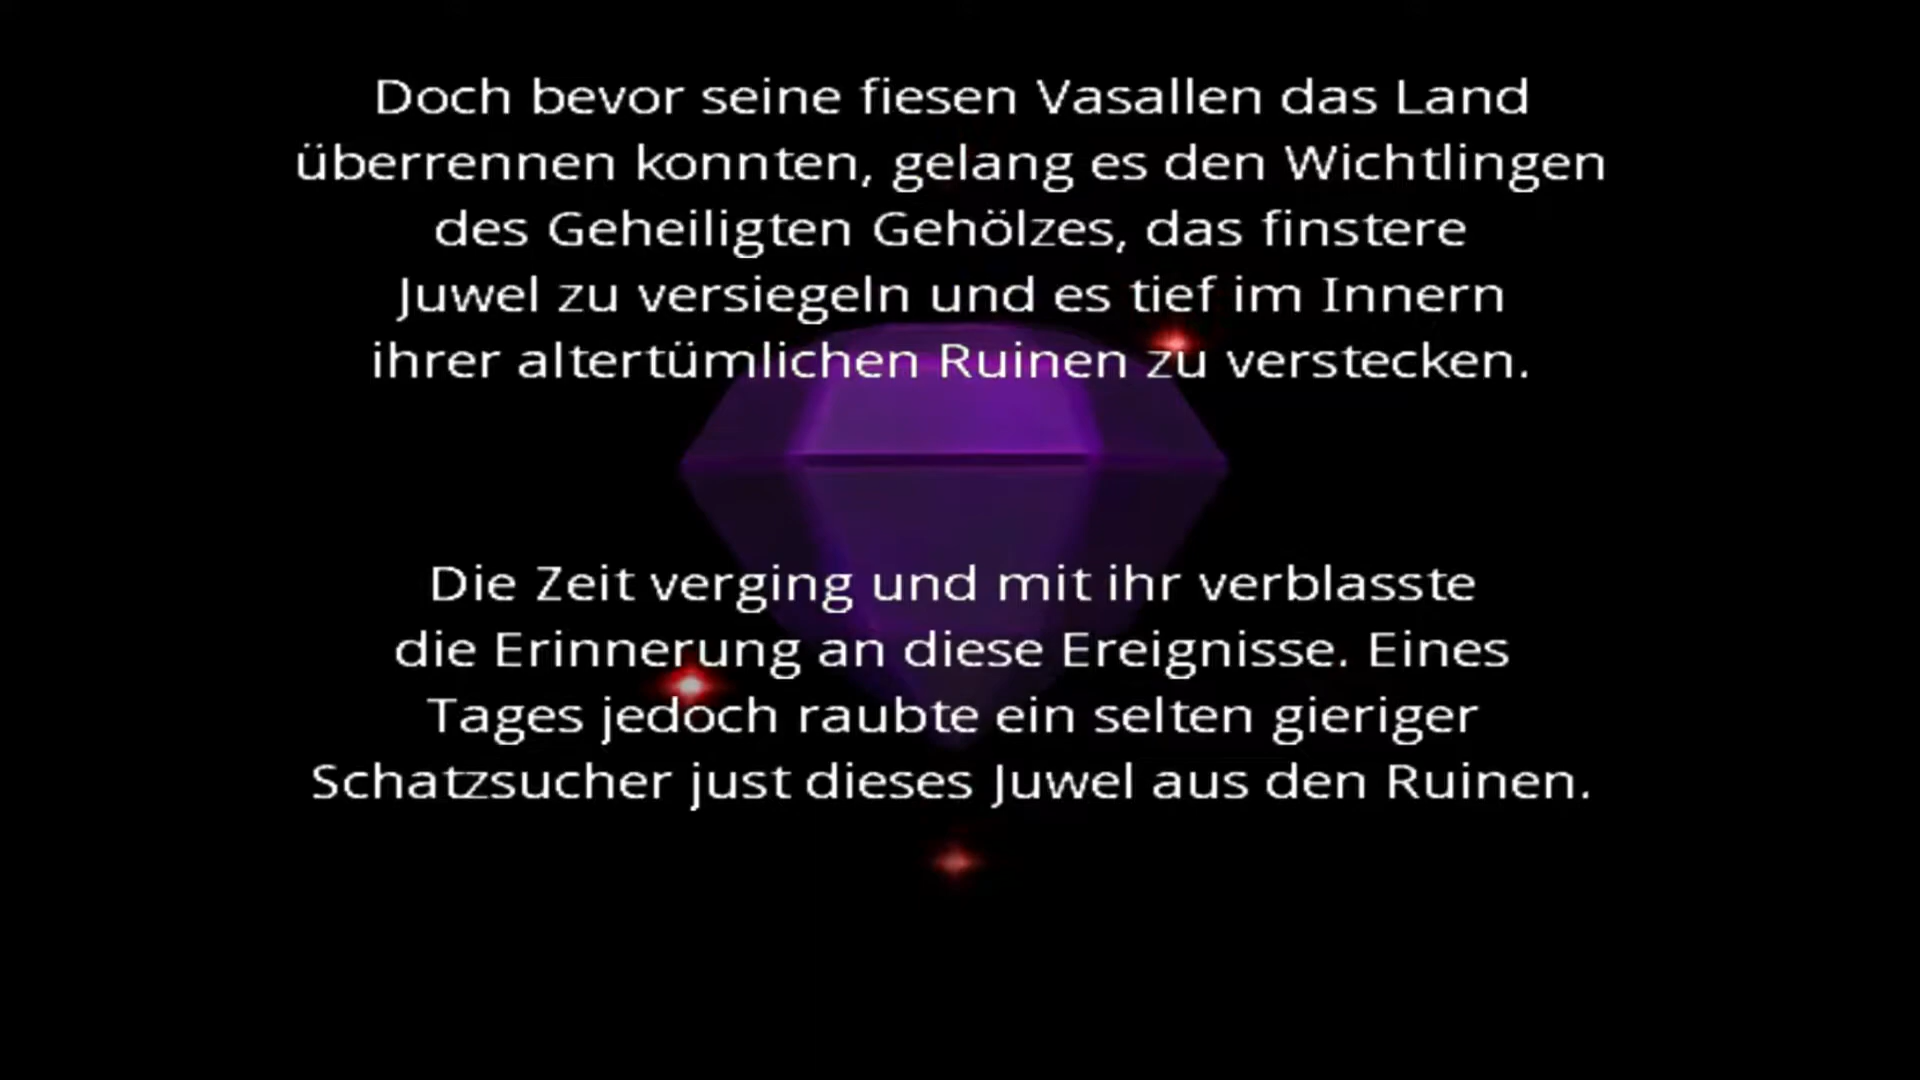 Doch bevor seine fiesen Vasallen das Land
überrennen konnten, gelang es den Wichtlingen
des Geheiligten Gehölzes, das finstere
Juwel zu versiegeln und es tief im Innern
ihrer altertümlichen Ruinen zu verstecken.
Die Zeit verging und mit ihr verblasste
die Erinnerung an diese Ereignisse. Eines
Tages jedoch raubte ein selten gieriger
Schatzsucher just dieses Juwel aus den Ruinen.